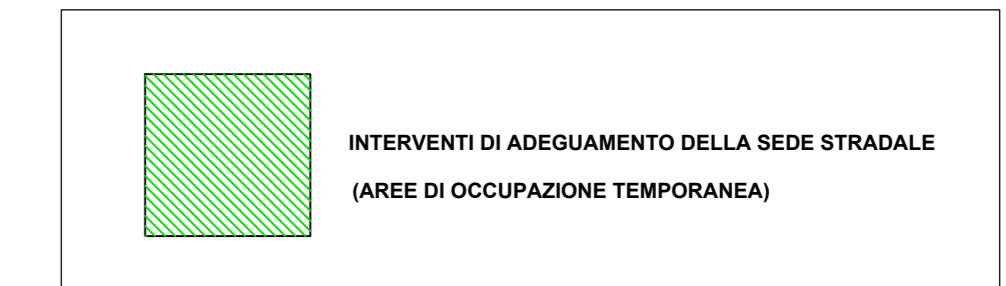 INTERVENTI DI ADEGUAMENTO DELLA SEDE STRADALE
(AREE DI OCCUPAZIONE TEMPORANEA)